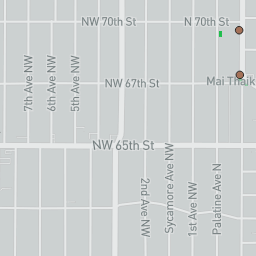 NW 70th St
N 70th St
7th Ave NW
6th Ave NW
5th Ave NW
NW 67th St
Mai Thaik
NW 65th St
2nd Ave NW
Sycamore Ave NW
1st Ave NW
Palatine Ave N